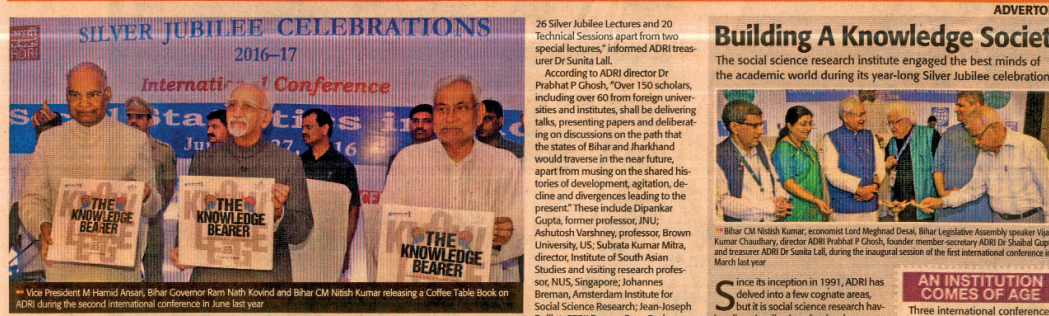 ADRI
SILVER JUBILEE CELEBRATIONS
2016–17
International Conference
THE
KNOWLEDGE
BEARER
THE
KNOWLEDGE
BEARER
THE
KNOWLEDGE
BEARER
Vice President M Hamid Ansari, Bihar Governor Ram Nath Kovind and Bihar CM Nitish Kumar releasing a Coffee Table Book on
ADRI during the second international conference in June last year
26 Silver Jubilee Lectures and 20
Technical Sessions apart from two
special lectures," informed ADRI treas-
urer Dr Sunita Lall.
According to ADRI director Dr
Prabhat P Ghosh, "Over 150 scholars,
including over 60 from foreign univer-
sities and institutes, shall be delivering
talks, presenting papers and deliberat-
ing on discussions on the path that
the states of Bihar and Jharkhand
would traverse in the near future,
apart from musing on the shared his-
tories of development, agitation, de-
cline and divergences leading to the
present." These include Dipankar
Gupta, former professor, JNU;
Ashutosh Varshney, professor, Brown
University, US; Subrata Kumar Mitra,
director, Institute of South Asian
Studies and visiting research profes-
sor, NUS, Singapore; Johannes
Breman, Amsterdam Institute for
Social Science Research; Jean-Joseph
ADVERTO
Building A Knowledge Societ
The social science research institute engaged the best minds of
the academic world during its year-long Silver Jubilee celebration
Bihar CM Nistish Kumar, economist Lord Meghnad Desai, Bihar Legislative Assembly speaker Vija
Kumar Chaudhary, director ADRI Prabhat P Ghosh, founder member-secretary ADRI Dr Shaibal Gup
and treasurer ADRI Dr Sunita Lall, during the inaugural session of the first international conference in
March last year
Since its inception in 1991, ADRI has
delved into a few cognate areas,
but it is social science research hav-
AN INSTITUTION
COMES OF AGE
Three international conference